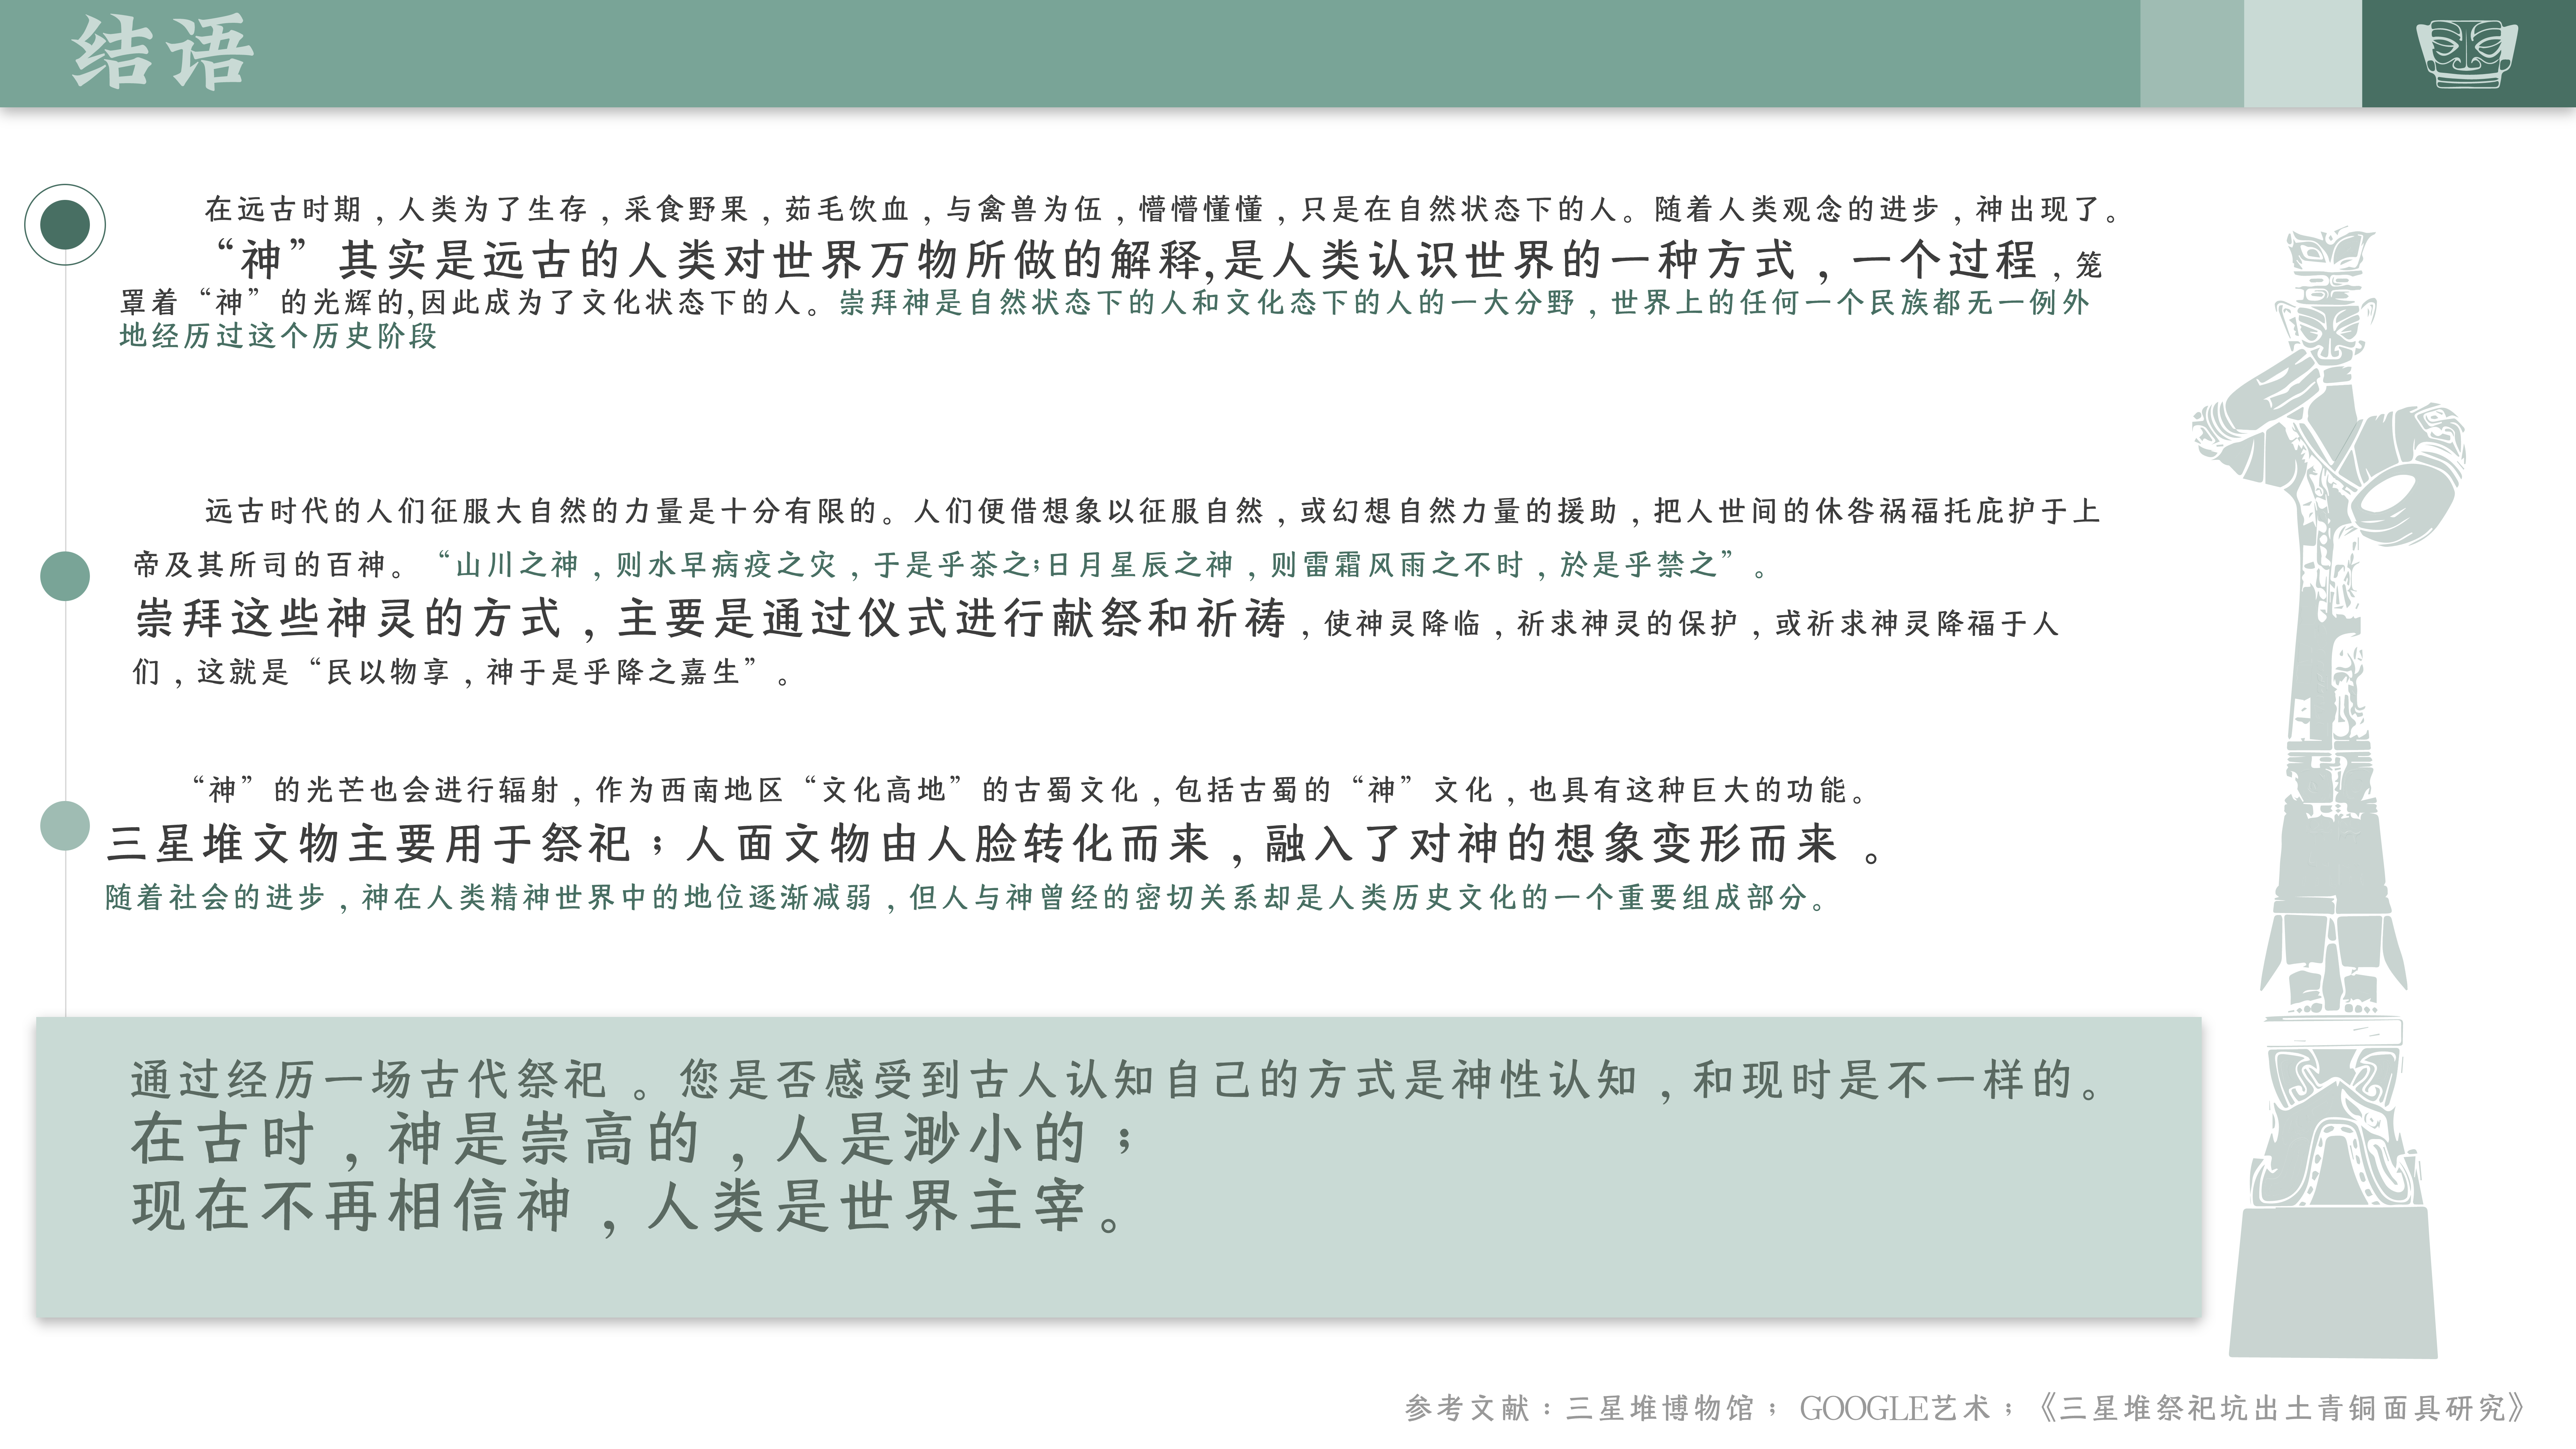 结语
在远古时期，人类为了生存，采食野果，茹毛饮血，与禽兽为伍，懵懵懂懂，只是在自然状态下的人。随着人类观念的进步，神出现了。
“神”其实是远古的人类对世界万物所做的解释,是人类认识世界的一种方式，一个过程，笼
罩着“神”的光辉的,因此成为了文化状态下的人。崇拜神是自然状态下的人和文化态下的人的一大分野，世界上的任何一个民族都无一例外
地经历过这个历史阶段
远古时代的人们征服大自然的力量是十分有限的。人们便借想象以征服自然，或幻想自然力量的援助，把人世间的休咎祸福托庇护于上
帝及其所司的百神。“山川之神，则水早病疫之灾，于是乎茶之;日月星辰之神，则雷霜风雨之不时，於是乎禁之”。
崇拜这些神灵的方式，主要是通过仪式进行献祭和祈祷，使神灵降临，祈求神灵的保护，或祈求神灵降福于人
们，这就是“民以物享，神于是乎降之嘉生”。
“神”的光芒也会进行辐射，作为西南地区“文化高地”的古蜀文化，包括古蜀的“神”文化，也具有这种巨大的功能。
三星堆文物主要用于祭祀；人面文物由人脸转化而来，融入了对神的想象变形而来 。
随着社会的进步，神在人类精神世界中的地位逐渐减弱，但人与神曾经的密切关系却是人类历史文化的一个重要组成部分。
通过经历一场古代祭祀 。您是否感受到古人认知自己的方式是神性认知，和现时是不一样的。
在古时，神是崇高的，人是渺小的；
现在不再相信神，人类是世界主宰。
参考文献：三星堆博物馆； GOOGLE艺术；《三星堆祭祀坑出土青铜面具研究》